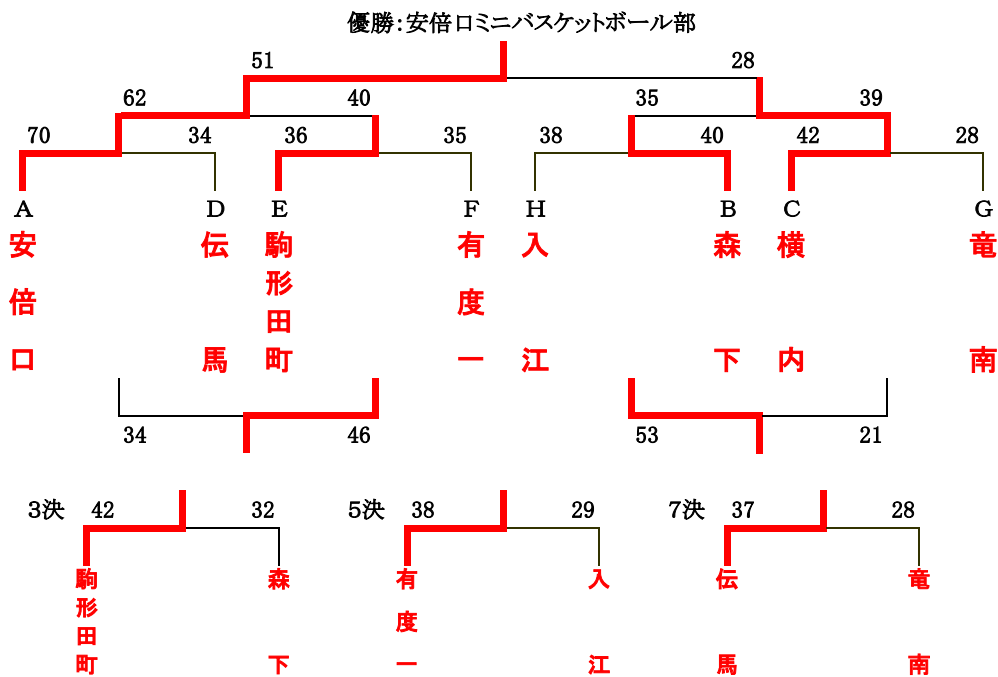 優勝：安倍口ミニバスケットボール部
51 28
62 40 35 39
70 34 36 35 38 40 42 28
A D E F H B C G
安倍口
伝馬
駒形田町
有度一
入江
森下
横内
竜南
34 46 53 21
3決 42 32
駒形田町
森下
5決 38 29
有度一
入江
7決 37 28
伝馬
竜南